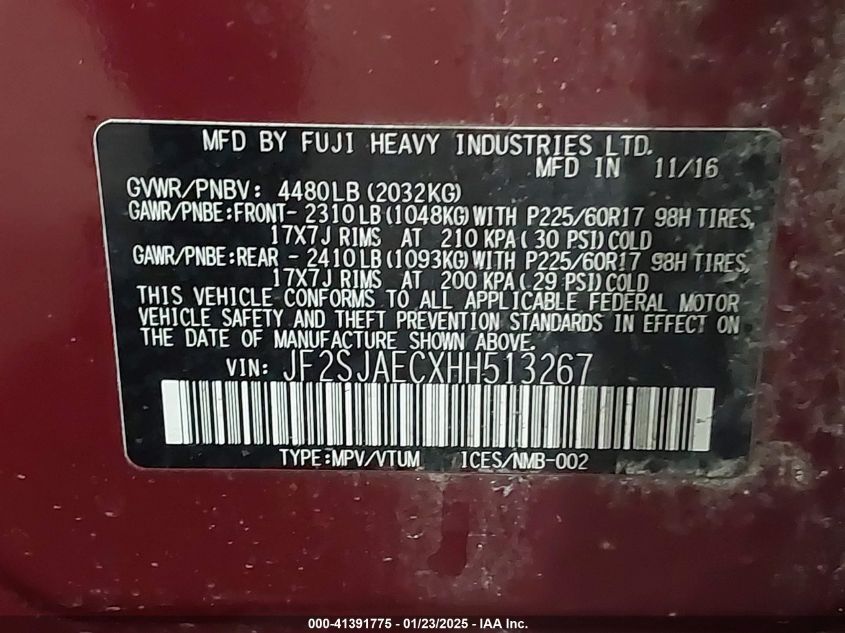 MFD BY FUJI HEAVY INDUSTRIES LTD.
MFD IN 11/16
GVWR/PNBV: 4480LB (2032KG)
GAWR/PNBE:FRONT- 2310LB (1048KG) WITH P225/60R17 98H TIRES,
17X7J RIMS AT 210 KPA ( 30 PSI) COLD
GAWR/PNBE:REAR - 2410LB (1093KG) WITH P225/60R17 98H TIRES,
17X7J RIMS AT 200 KPA ( 29 PSI) COLD
THIS VEHICLE CONFORMS TO ALL APPLICABLE FEDERAL MOTOR
VEHICLE SAFETY AND THEFT PREVENTION STANDARDS IN EFFECT ON
THE DATE OF MANUFACTURE SHOWN ABOVE.
VIN: JF2SJAECXHH513267
TYPE:MPV/VTUM ICES/NMB-002
000-41391775 - 01/23/2025 - IAA Inc.